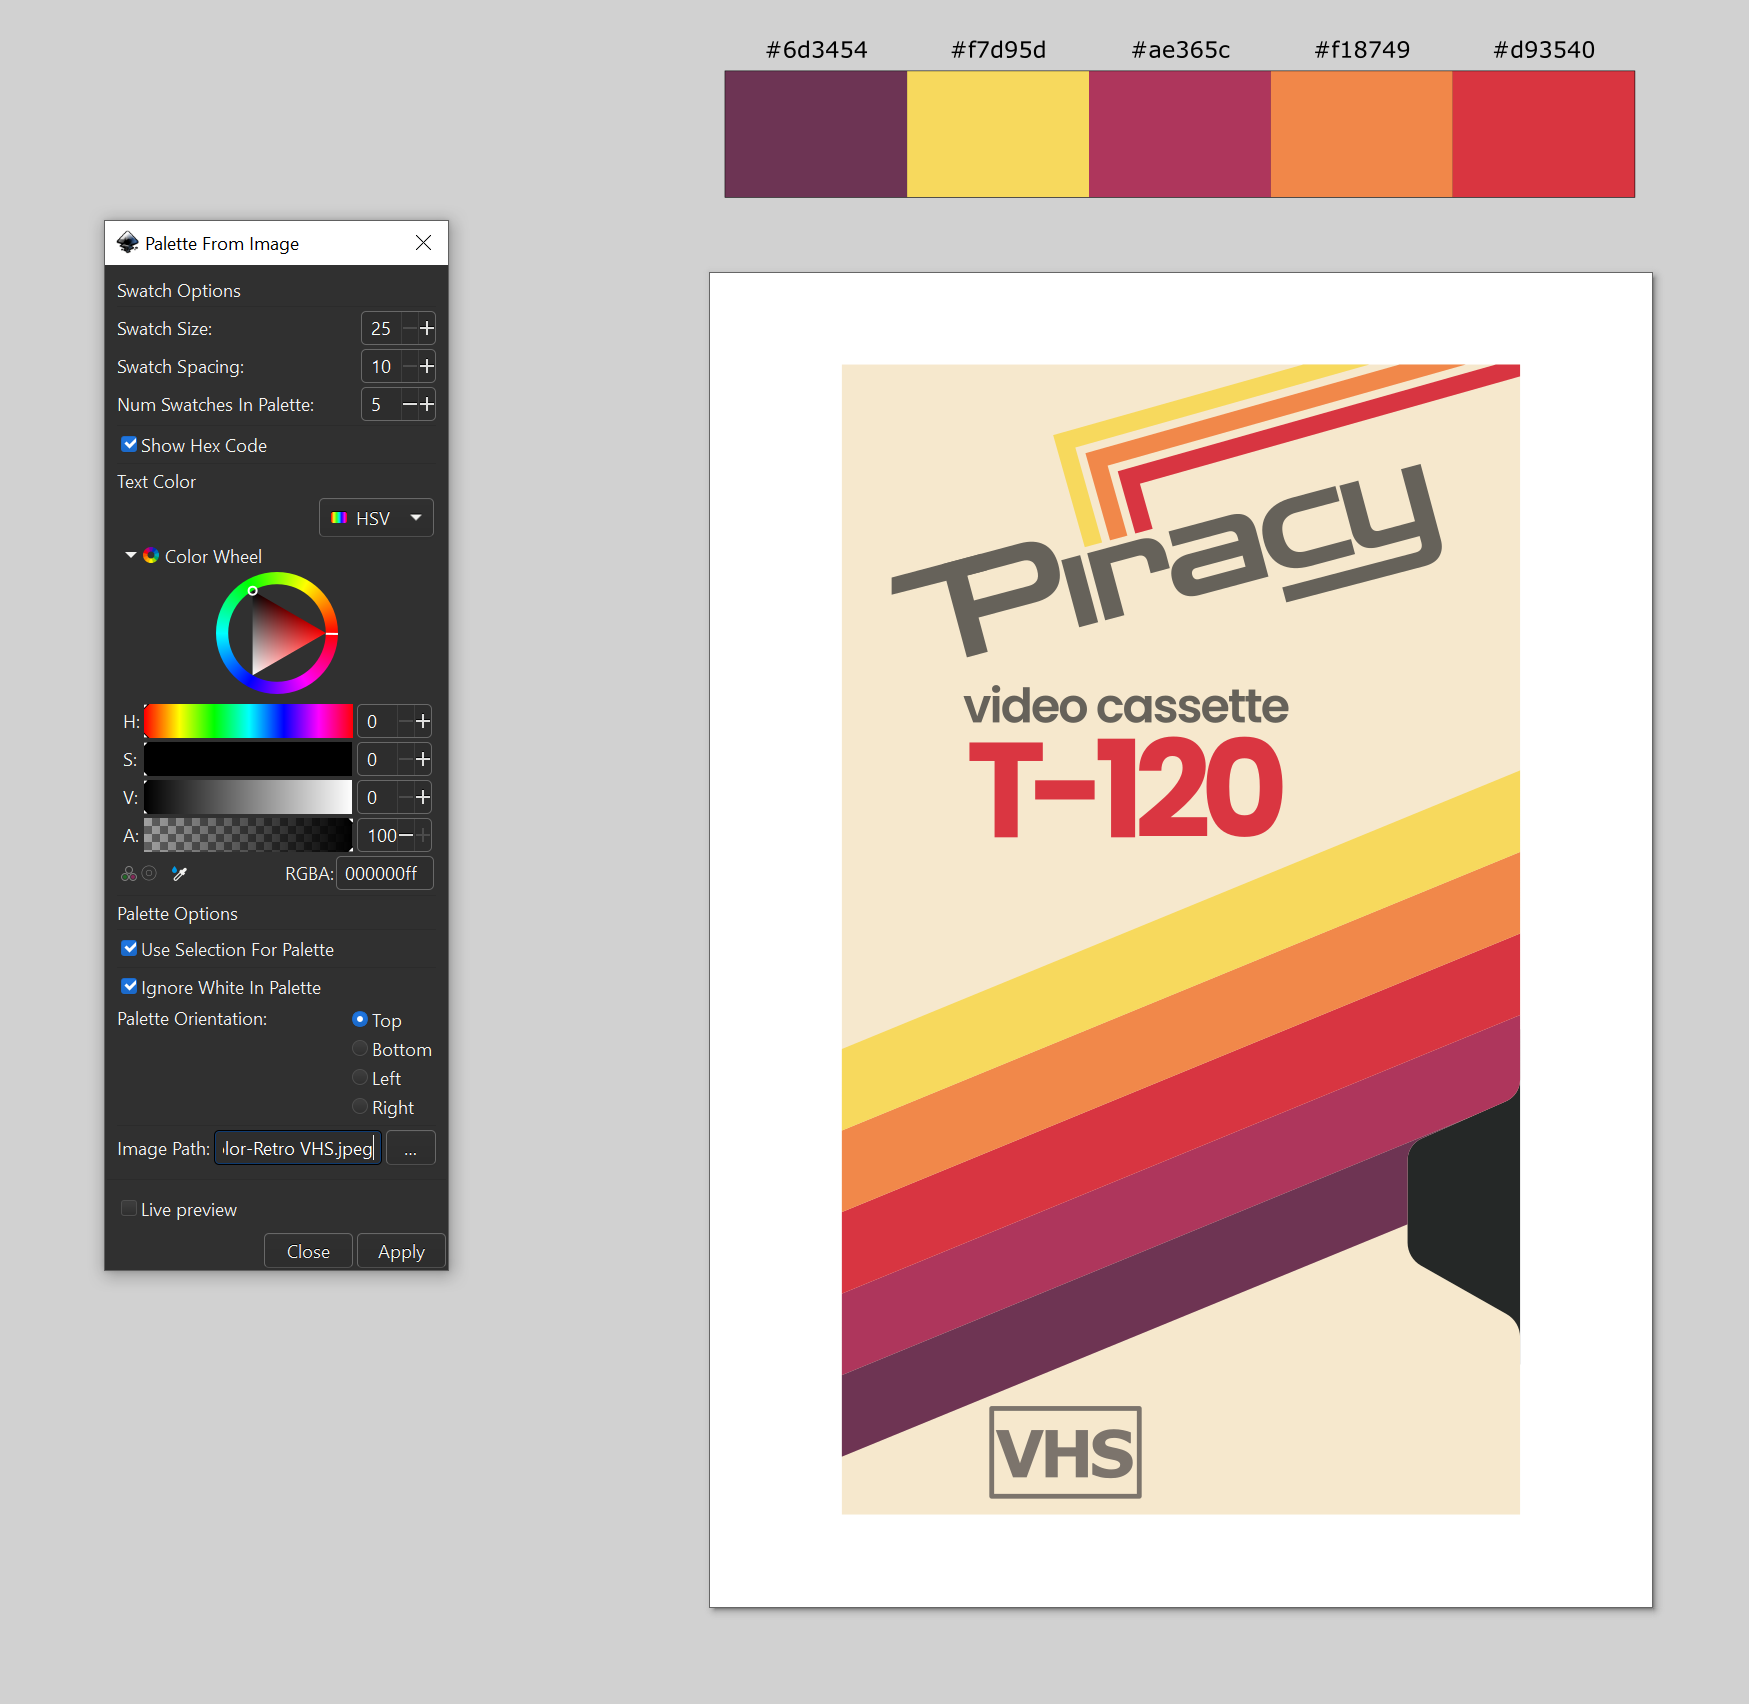 #6d3454 #f7d95d #ae365c #f18749 #d93540
Palette From Image
Swatch Options
Swatch Size: 25
Swatch Spacing: 10
Num Swatches In Palette: 5
Show Hex Code
Text Color
HSV
Color Wheel
H: 0
S: 0
V: 0
A: 100
RGBA: 000000ff
Palette Options
Use Selection For Palette
Ignore White In Palette
Palette Orientation: Top
Bottom
Left
Right
Image Path: lor-Retro VHS.jpeg ...
Live preview
Close Apply
Piracy
video cassette
T-120
VHS